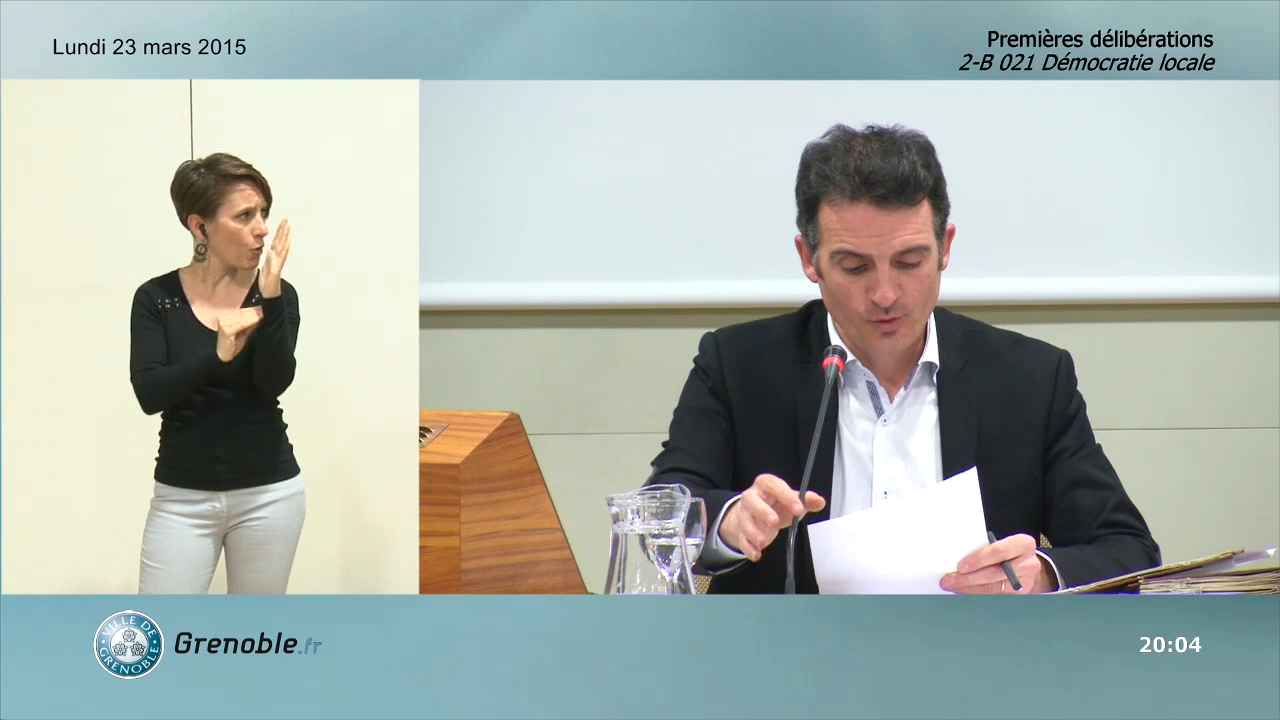 Lundi 23 mars 2015
Premières délibérations
2-B 021 Démocratie locale
VILLE DE GRENOBLE
Grenoble.fr
20:04